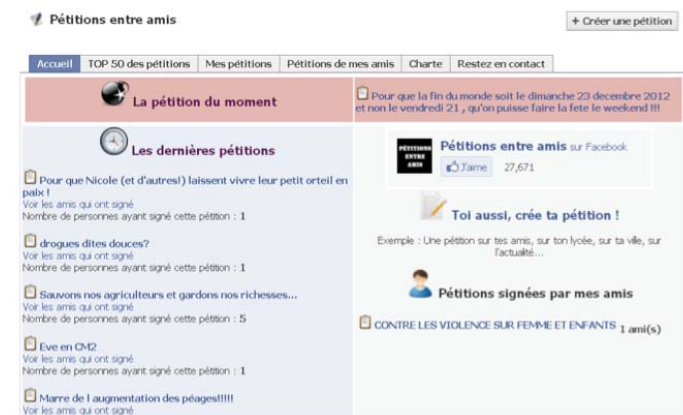 Pétitions entre amis
+ Créer une pétition
Accueil
TOP 50 des pétitions
Mes pétitions
Pétitions de mes amis
Charte
Restez en contact
La pétition du moment
Pour que la fin du monde soit le dimanche 23 decembre 2012
et non le vendredi 21 , qu'on puisse faire la fete le weekend !!!
Les dernières pétitions
Pour que Nicole (et d'autres!) laissent vivre leur petit orteil en
paix !
Voir les amis qui ont signé
Nombre de personnes ayant signé cette pétition : 1
drogues dites douces?
Voir les amis qui ont signé
Nombre de personnes ayant signé cette pétition : 1
Sauvons nos agriculteurs et gardons nos richesses...
Voir les amis qui ont signé
Nombre de personnes ayant signé cette pétition : 5
Eve en CM2
Voir les amis qui ont signé
Nombre de personnes ayant signé cette pétition : 1
Marre de l augmentation des péages!!!!!
Voir les amis qui ont signé
PÉTITIONS
ENTRE
AMIS
Pétitions entre amis sur Facebook
J'aime 27,671
Toi aussi, crée ta pétition !
Exemple : Une pétition sur tes amis, sur ton lycée, sur ta ville, sur
l'actualité...
Pétitions signées par mes amis
CONTRE LES VIOLENCE SUR FEMME ET ENFANTS 1 ami(s)